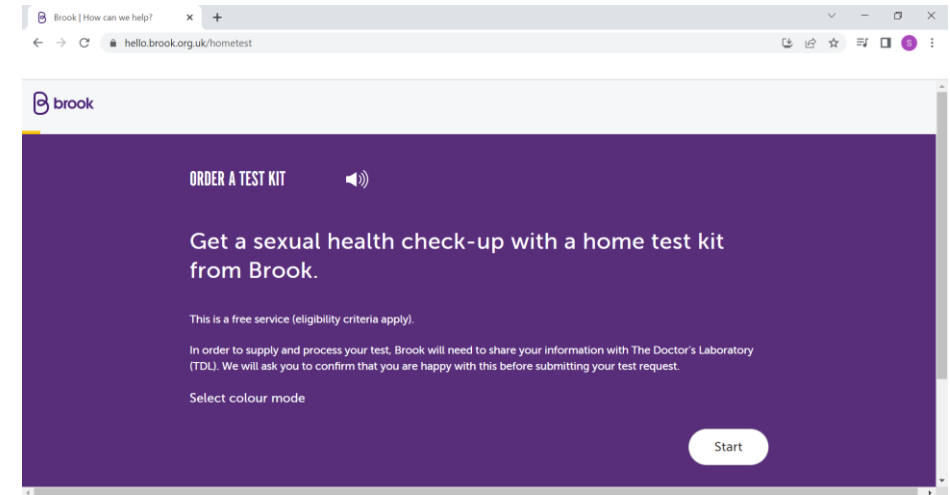 Brook | How can we help?
hello.brook.org.uk/hometest
S
brook
ORDER A TEST KIT
Get a sexual health check-up with a home test kit
from Brook.
This is a free service (eligibility criteria apply).
In order to supply and process your test, Brook will need to share your information with The Doctor's Laboratory
(TDL). We will ask you to confirm that you are happy with this before submitting your test request.
Select colour mode
Start